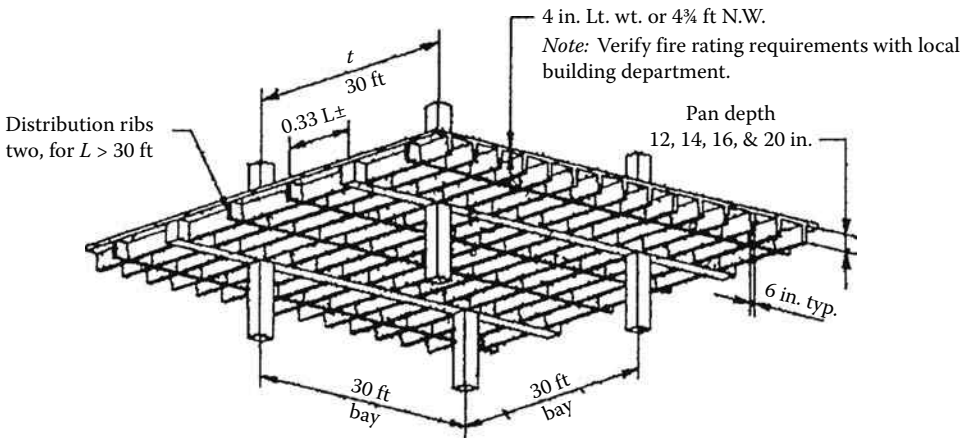 4 in. Lt. wt. or 4¾ ft N.W.
Note: Verify fire rating requirements with local
building department.
t
30 ft
0.33 L±
Distribution ribs
two, for L > 30 ft
Pan depth
12, 14, 16, & 20 in.
6 in. typ.
30 ft
bay
30 ft
bay